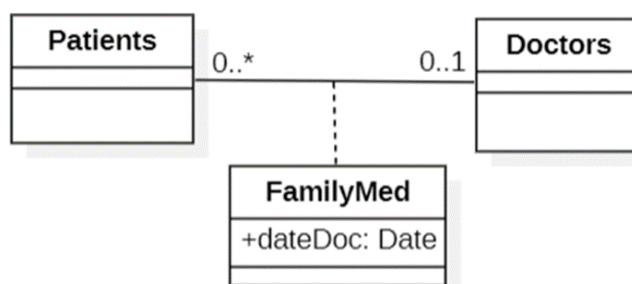 Patients
Doctors
0..*
0..1
FamilyMed
+dateDoc: Date